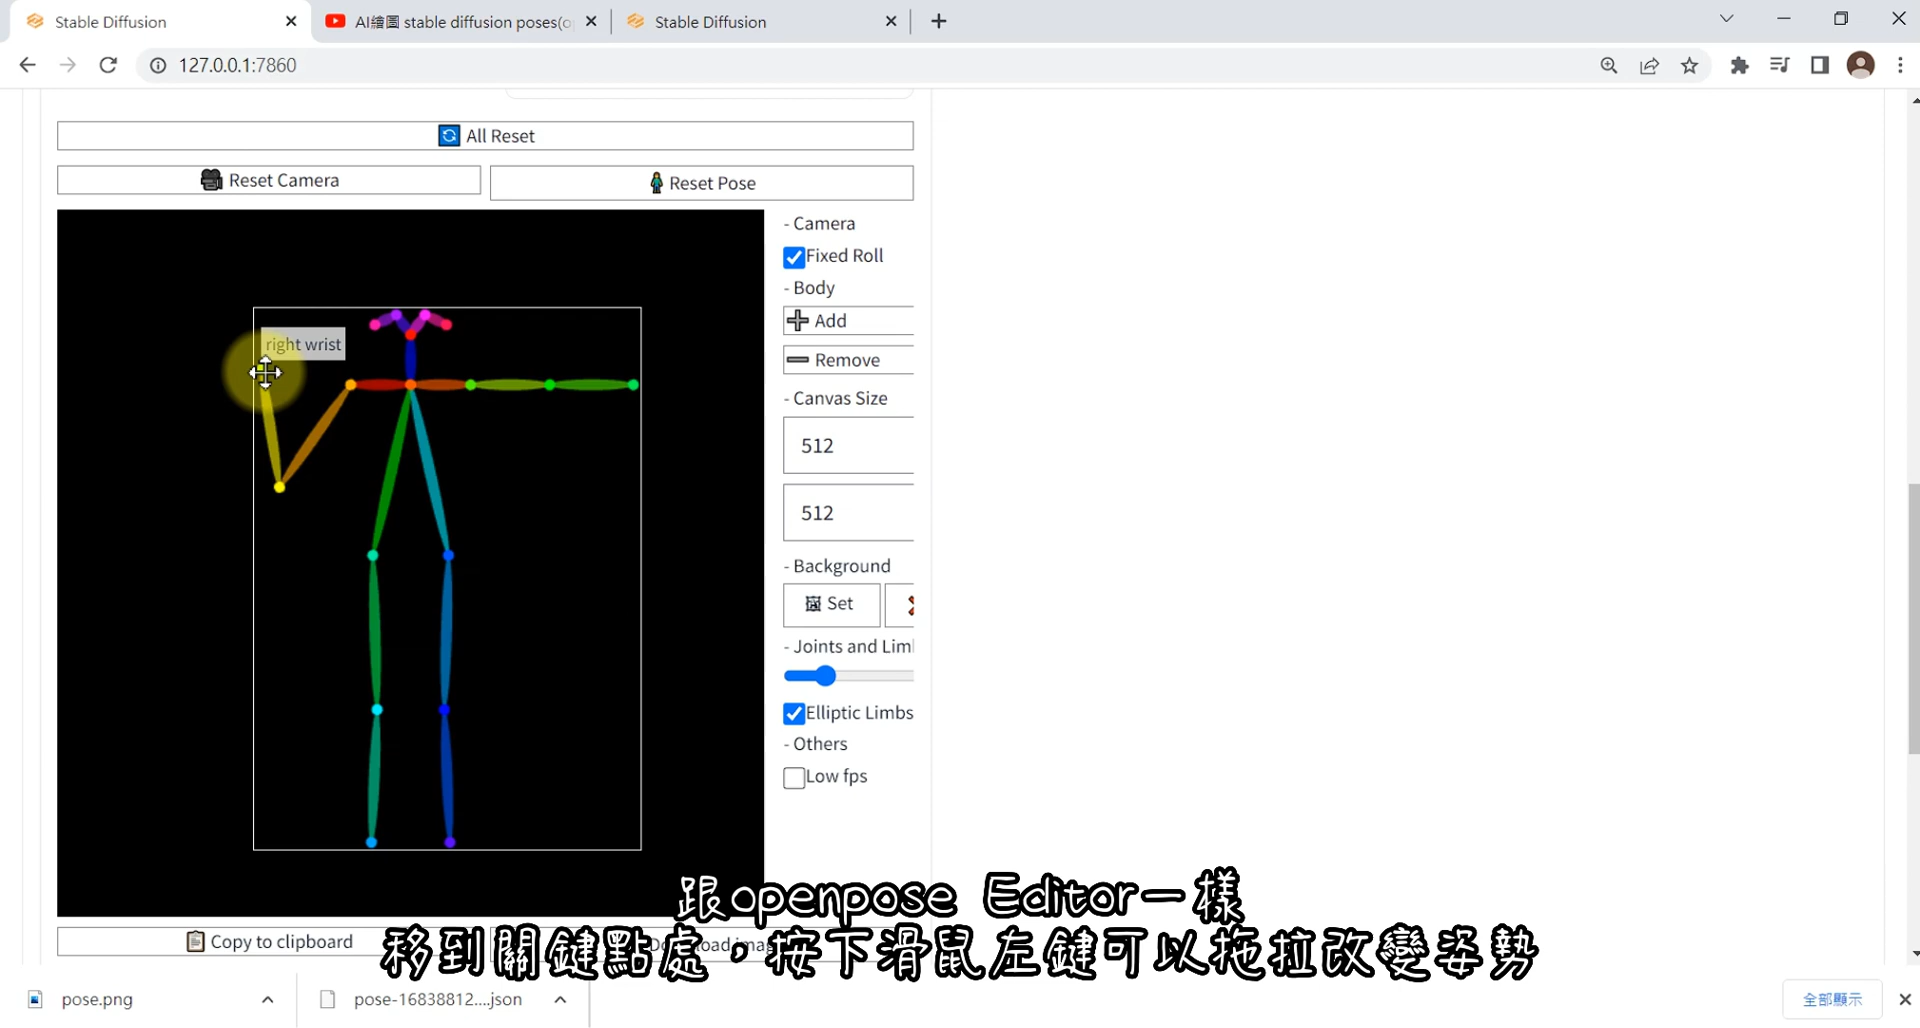 Stable Diffusion
AI繪圖 stable diffusion poses(o
Stable Diffusion
127.0.0.1:7860
All Reset
Reset Camera
Reset Pose
- Camera
Fixed Roll
- Body
Add
Remove
- Canvas Size
512
512
- Background
Set
- Joints and Lim
Elliptic Limbs
- Others
Low fps
right wrist
Copy to clipboard
跟openpose Editor一樣
移到關鍵點處，按下滑鼠左鍵可以拖拉改變姿勢
pose.png
pose-16838812....json
全部顯示